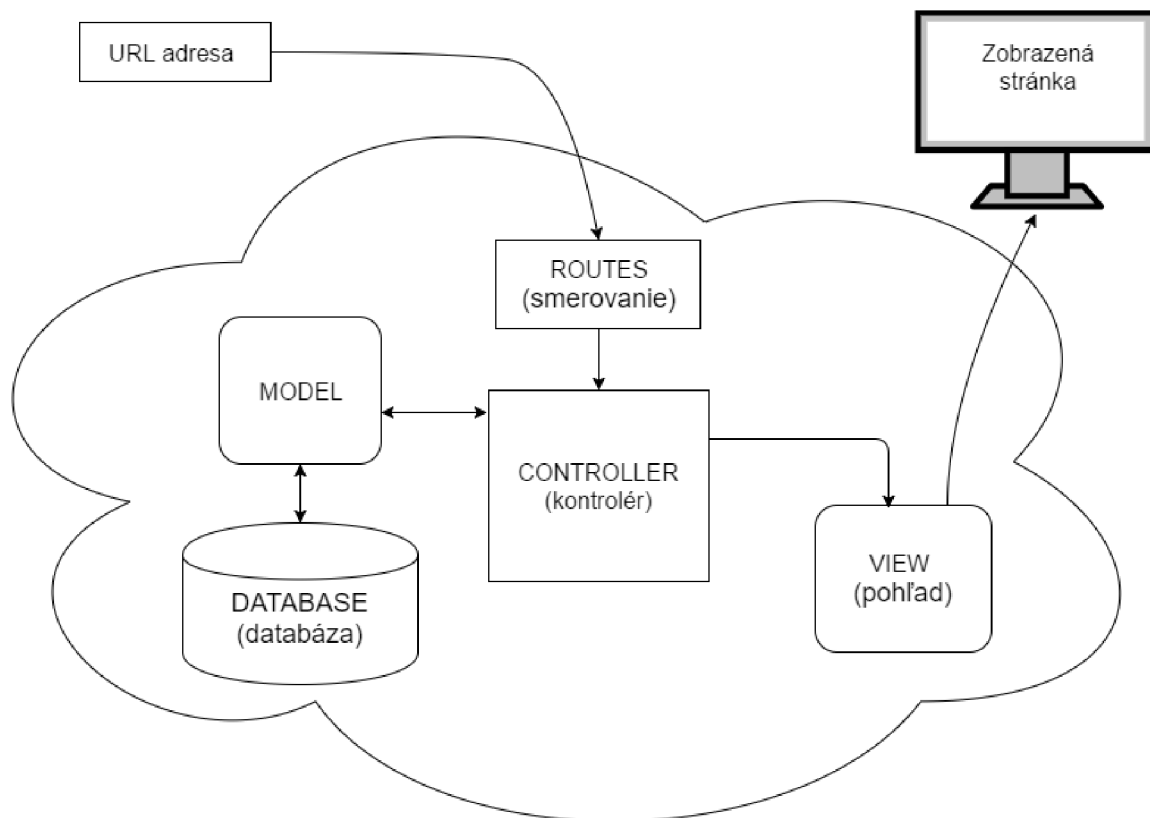 URL adresa
Zobrazená
stránka
ROUTES
(smerovanie)
MODEL
CONTROLLER
(kontrolér)
VIEW
(pohľad)
DATABASE
(databáza)